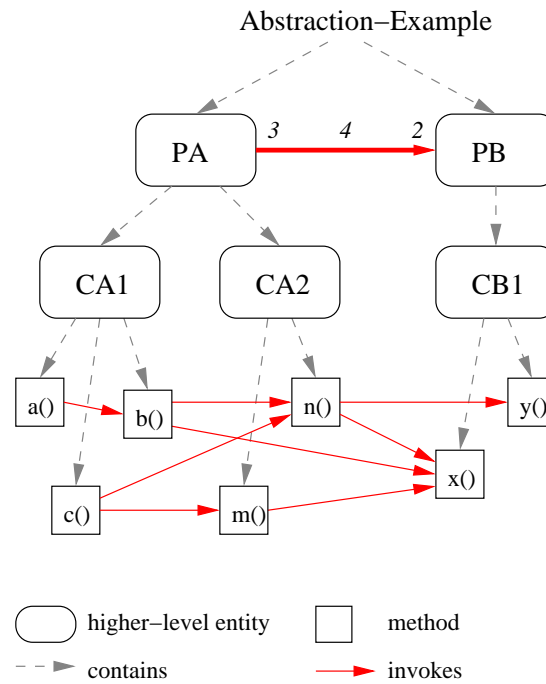 Abstraction−Example
3 4 2
PA PB
CA1 CA2 CB1
a() b() n() y()
c() m() x()
higher−level entity method
contains invokes